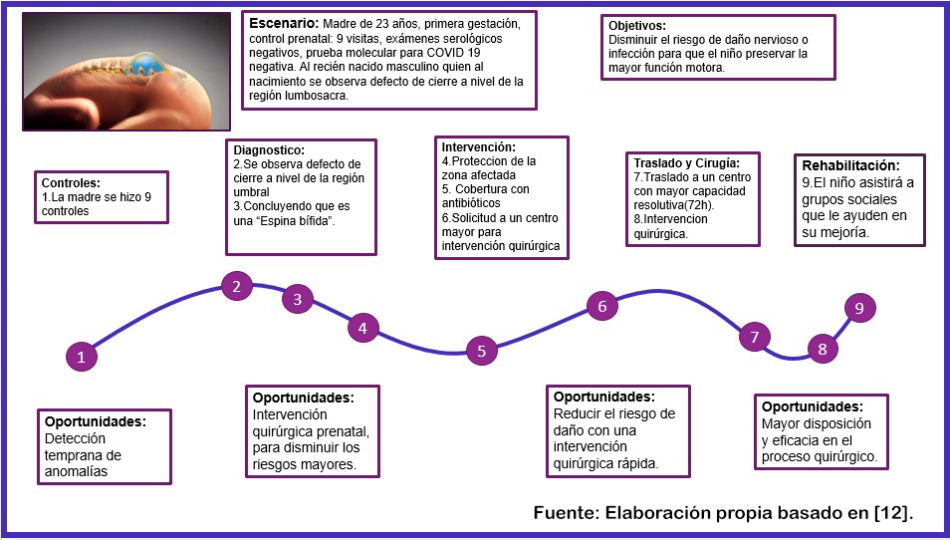 Escenario: Madre de 23 años, primera gestación,
control prenatal: 9 visitas, exámenes serológicos
negativos, prueba molecular para COVID 19
negativa. Al recién nacido masculino quien al
nacimiento se observa defecto de cierre a nivel de la
región lumbosacra.
Objetivos:
Disminuir el riesgo de daño nervioso o
infección para que el niño preservar la
mayor función motora.
Controles:
1.La madre se hizo 9
controles
Diagnostico:
2.Se observa defecto de
cierre a nivel de la región
umbral
3.Concluyendo que es
una “Espina bífida”.
Intervención:
4.Proteccion de la
zona afectada
5. Cobertura con
antibióticos
6.Solicitud a un centro
mayor para
intervención quirúrgica
Traslado y Cirugía:
7.Traslado a un centro
con mayor capacidad
resolutiva(72h).
8.Intervencion
quirúrgica.
Rehabilitación:
9.El niño asistirá a
grupos sociales
que le ayuden en
su mejoría.
1
2
3
4
5
6
7
8
9
Oportunidades:
Detección
temprana de
anomalías
Oportunidades:
Intervención
quirúrgica prenatal,
para disminuir los
riesgos mayores.
Oportunidades:
Reducir el riesgo de
daño con una
intervención
quirúrgica rápida.
Oportunidades:
Mayor disposición
y eficacia en el
proceso quirúrgico.
Fuente: Elaboración propia basado en [12].